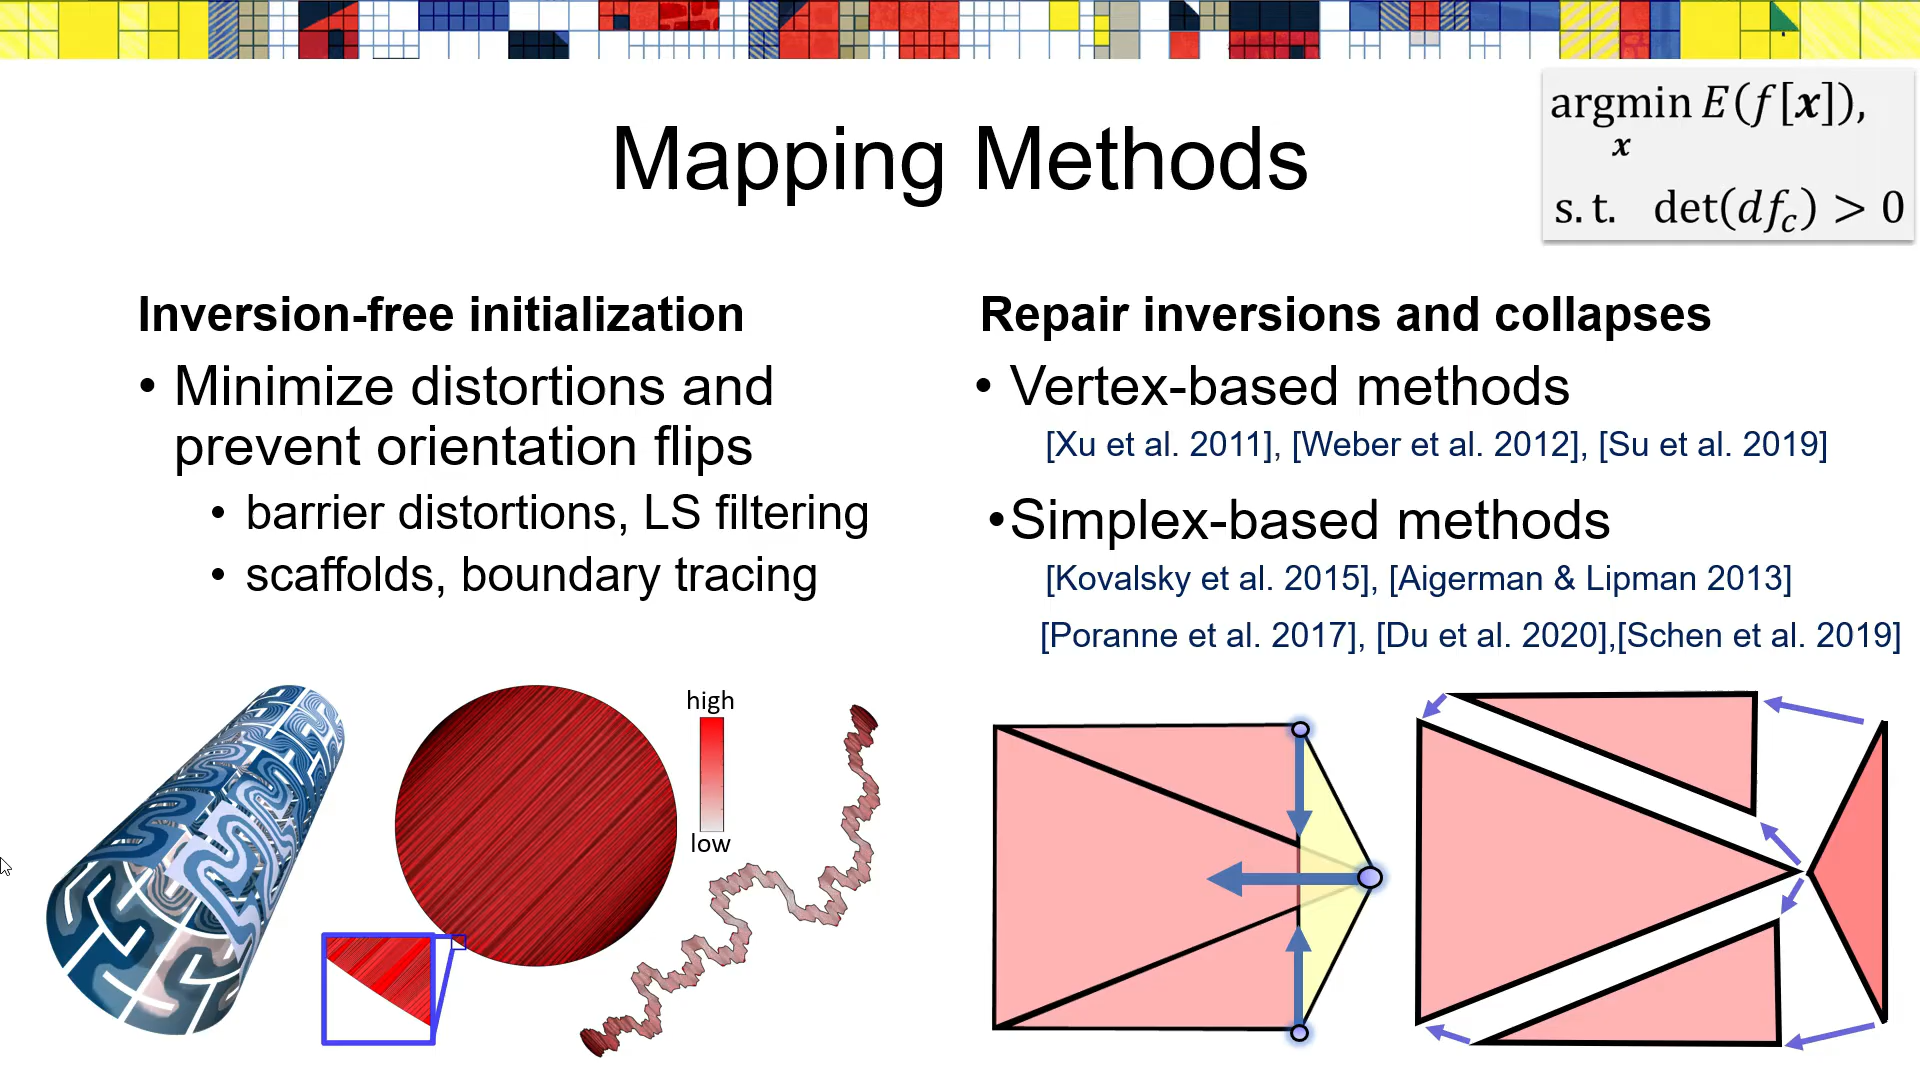 argmin E(f[x]),
x
s.t. det(df_c) > 0
Mapping Methods
Inversion-free initialization
• Minimize distortions and
prevent orientation flips
• barrier distortions, LS filtering
• scaffolds, boundary tracing
Repair inversions and collapses
• Vertex-based methods
[Xu et al. 2011], [Weber et al. 2012], [Su et al. 2019]
•Simplex-based methods
[Kovalsky et al. 2015], [Aigerman & Lipman 2013]
[Poranne et al. 2017], [Du et al. 2020],[Schen et al. 2019]
high
low